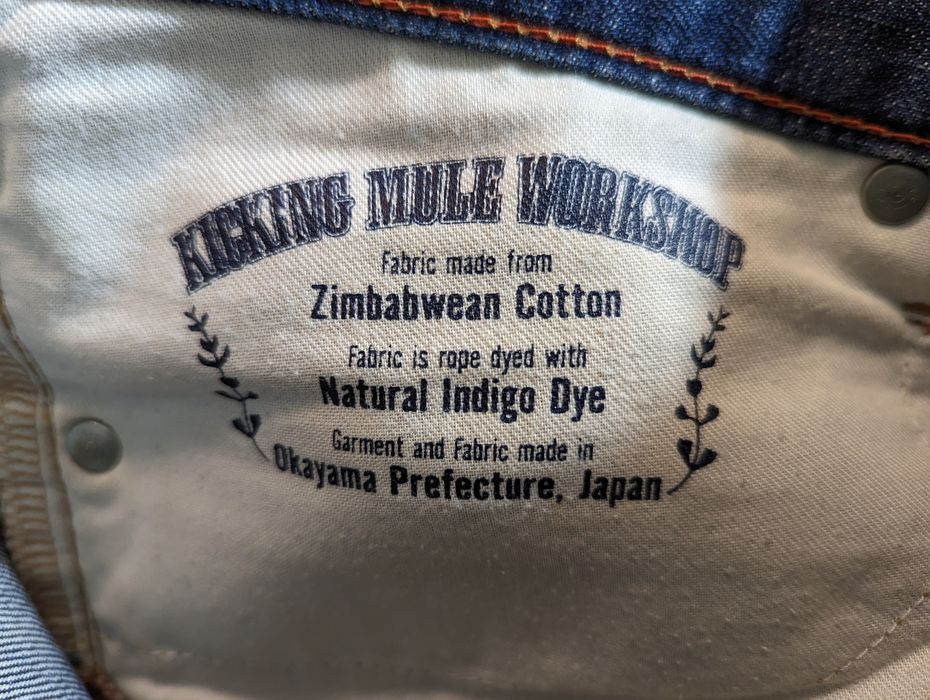 KICKING MULE WORKSHOP
Fabric made from
Zimbabwean Cotton
Fabric is rope dyed with
Natural Indigo Dye
Garment and Fabric made in
Okayama Prefecture, Japan